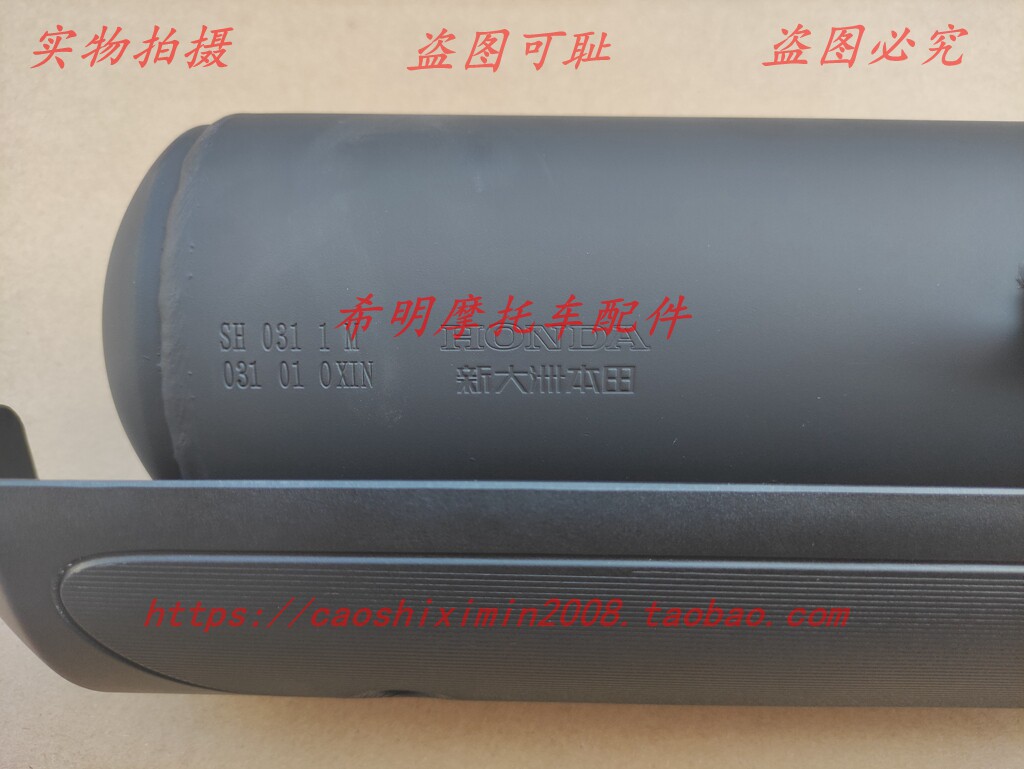 实物拍摄 盗图可耻 盗图必究
希明摩托车配件
SH 031 1 M HONDA
031 01 0XIN 新大洲本田
https://caoshiximin2008.taobao.com